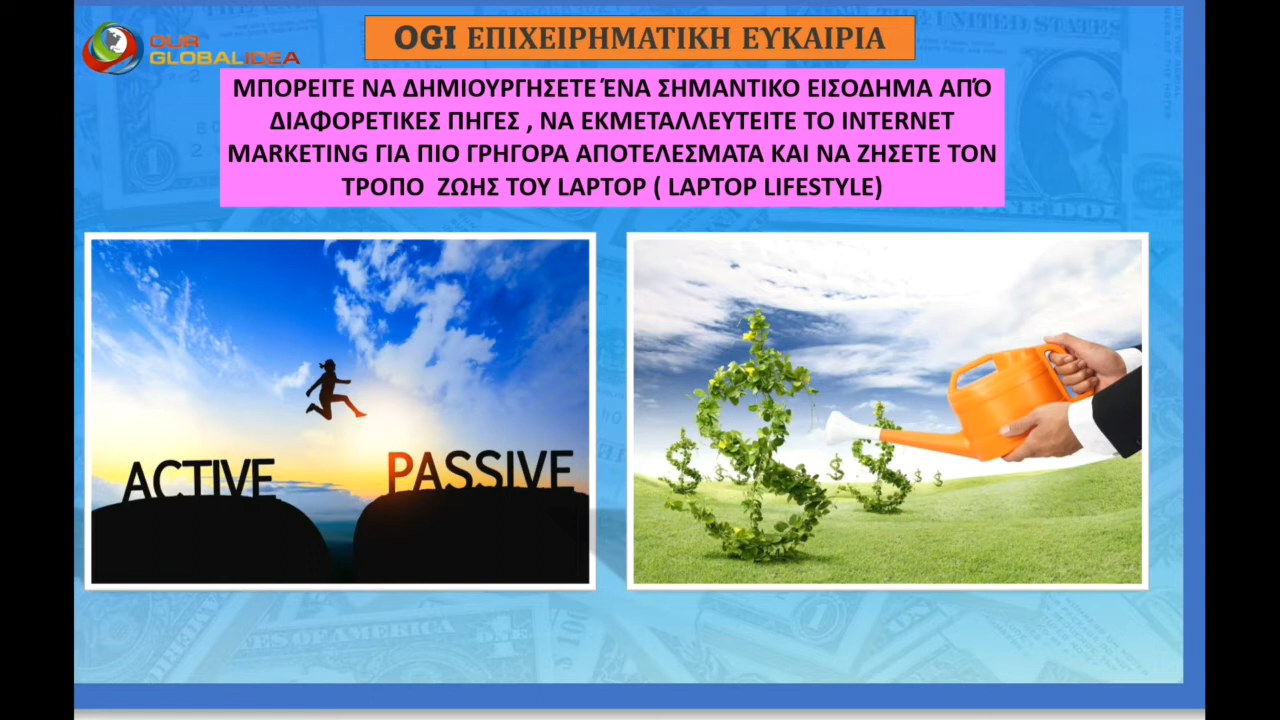 OUR
GLOBALIDEA
OGI ΕΠΙΧΕΙΡΗΜΑΤΙΚΗ ΕΥΚΑΙΡΙΑ
ΜΠΟΡΕΙΤΕ ΝΑ ΔΗΜΙΟΥΡΓΗΣΕΤΕ ΈΝΑ ΣΗΜΑΝΤΙΚΟ ΕΙΣΟΔΗΜΑ ΑΠΌ
ΔΙΑΦΟΡΕΤΙΚΕΣ ΠΗΓΕΣ , ΝΑ ΕΚΜΕΤΑΛΛΕΥΤΕΙΤΕ ΤΟ INTERNET
MARKETING ΓΙΑ ΠΙΟ ΓΡΗΓΟΡΑ ΑΠΟΤΕΛΕΣΜΑΤΑ ΚΑΙ ΝΑ ΖΗΣΕΤΕ ΤΟΝ
ΤΡΟΠΟ ΖΩΗΣ ΤΟΥ LAPTOP ( LAPTOP LIFESTYLE)
ACTIVE PASSIVE